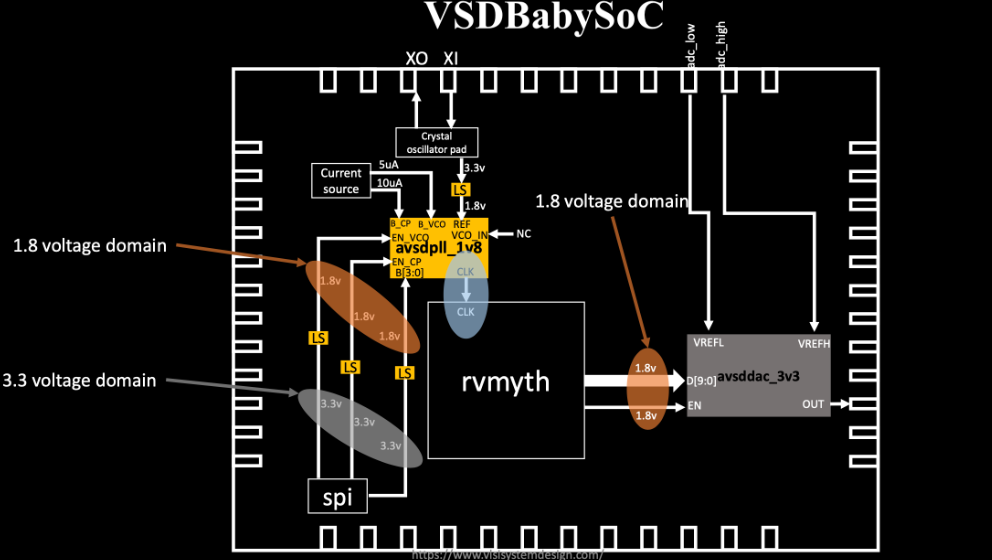 VSDBabySoC
adc_low
adc_high
XO
XI
Crystal
oscillator pad
5uA
Current
source
10uA
3.3v
LS
1.8v
1.8 voltage domain
B_CP
B_VCO
REF
EN_VCO
VCO_IN
NC
avsdpll_1v8
EN_CP
B[3:0]
CLK
1.8 voltage domain
1.8v
1.8v
1.8v
CLK
LS
LS
LS
VREFL
VREFH
3.3 voltage domain
rvmyth
1.8v
D[9:0]
avsddac_3v3
3.3v
3.3v
3.3v
1.8v
EN
OUT
spi
https://www.vlsisystemdesign.com/